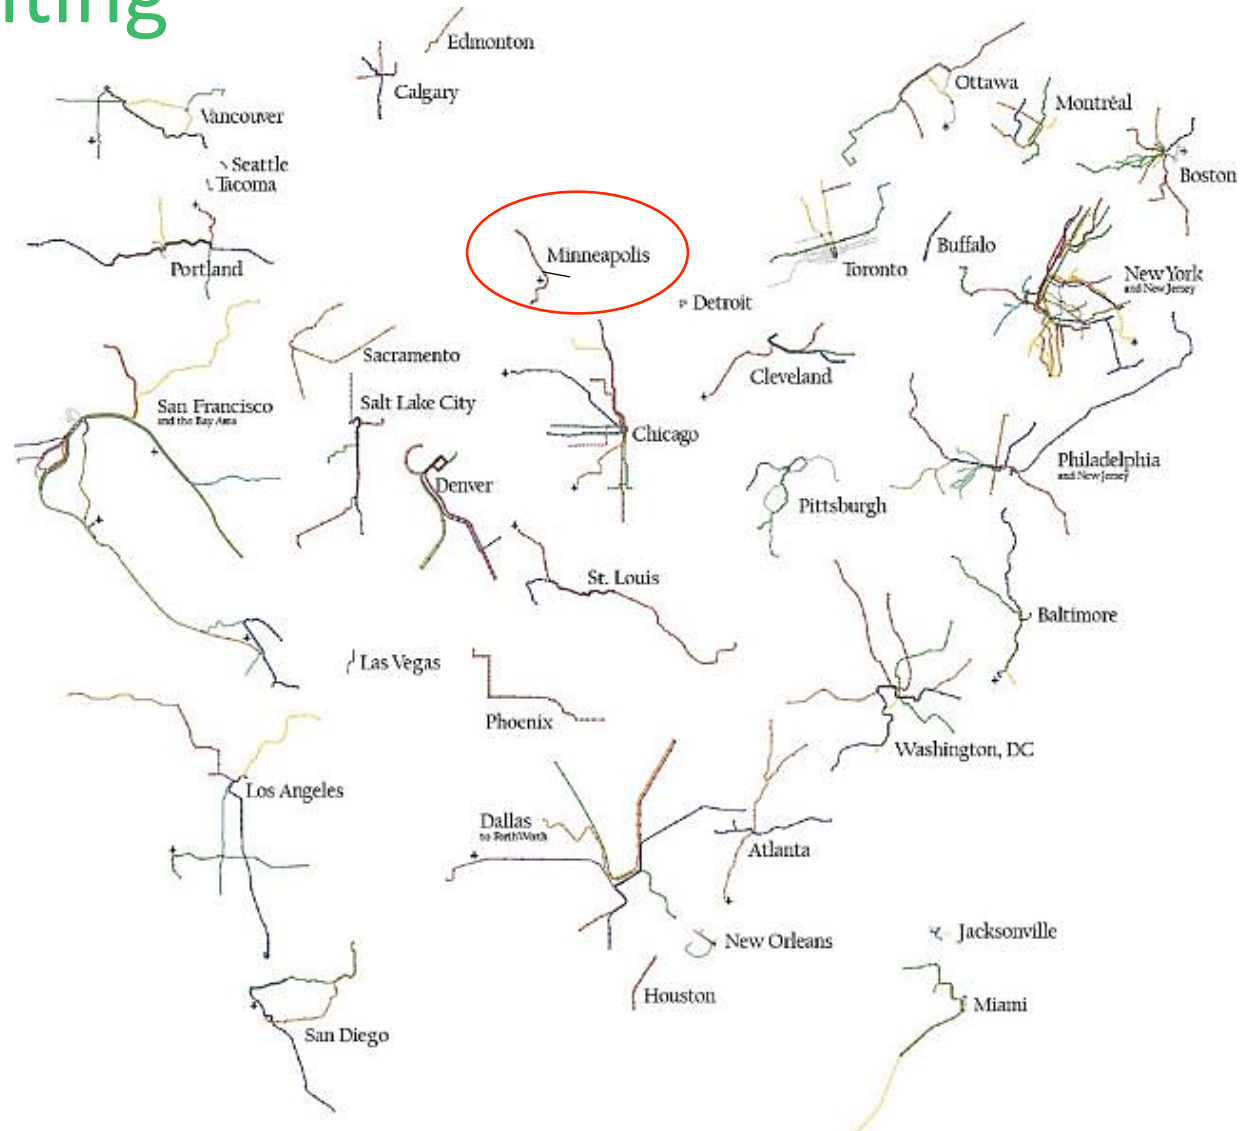 Edmonton
Calgary
Ottawa
Montréal
Vancouver
Boston
Seattle
Tacoma
Portland
Minneapolis
Buffalo
Toronto
New York
and New Jersey
Detroit
Sacramento
Cleveland
San Francisco
and the Bay Area
Salt Lake City
Chicago
Denver
Philadelphia
and New Jersey
Pittsburgh
St. Louis
Baltimore
Las Vegas
Phoenix
Washington, DC
Los Angeles
Dallas
to Forth Worth
Atlanta
New Orleans
Jacksonville
Houston
Miami
San Diego